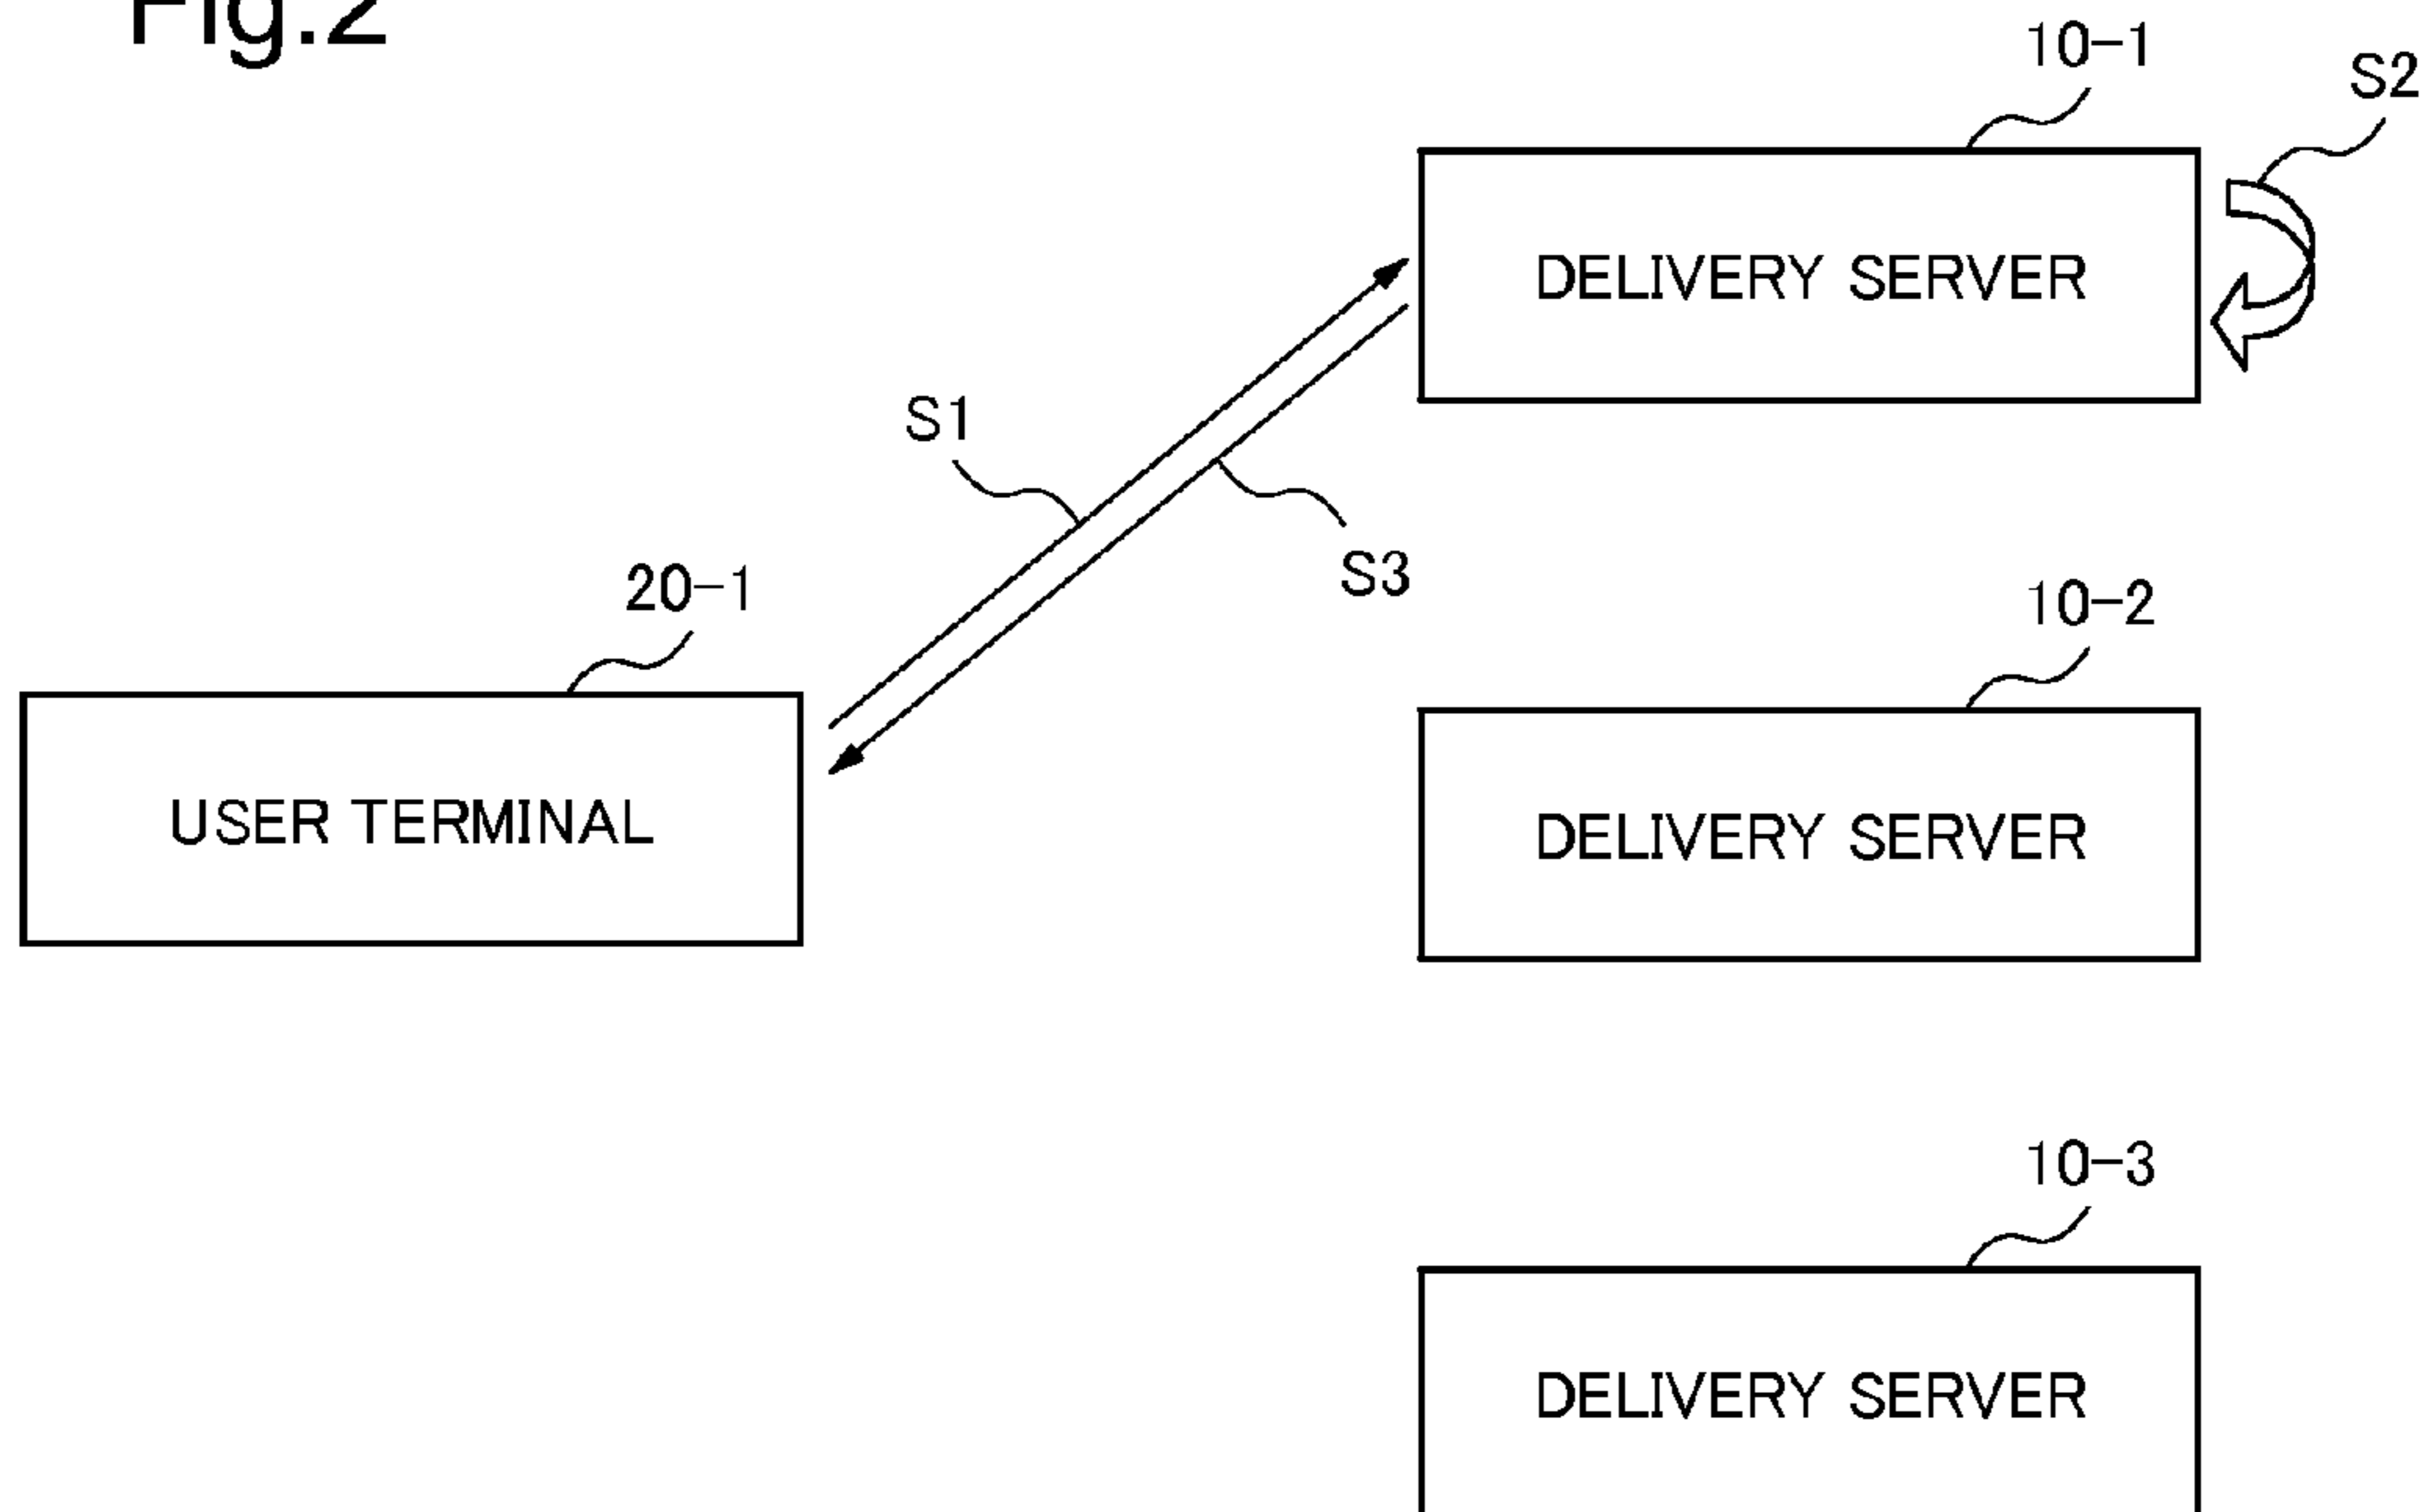 Fig.2
10-1
S2
DELIVERY SERVER
S1
S3
20-1
10-2
USER TERMINAL
DELIVERY SERVER
10-3
DELIVERY SERVER